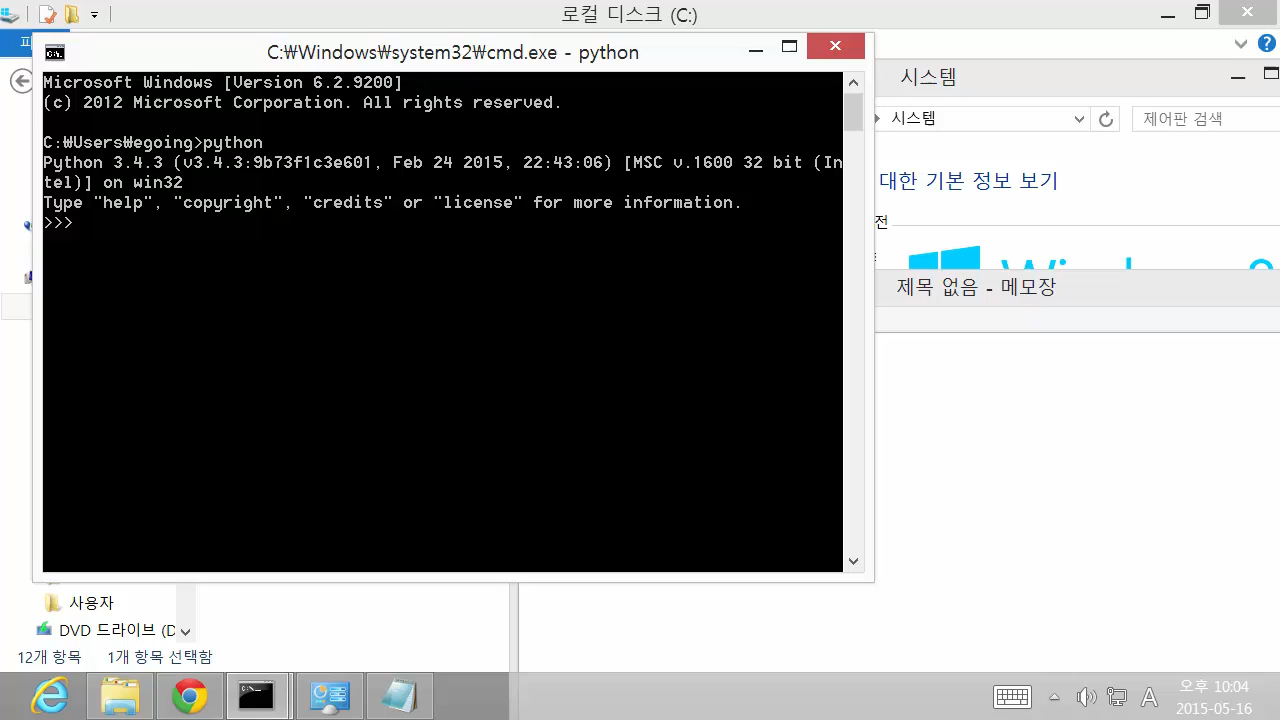 로컬 디스크 (C:)
C:₩Windows₩system32₩cmd.exe - python
Microsoft Windows [Version 6.2.9200]
(c) 2012 Microsoft Corporation. All rights reserved.
C:₩Users₩egoing>python
Python 3.4.3 (v3.4.3:9b73f1c3e601, Feb 24 2015, 22:43:06) [MSC v.1600 32 bit (In
tel)] on win32
Type "help", "copyright", "credits" or "license" for more information.
>>>
시스템
시스템
제어판 검색
대한 기본 정보 보기
전
제목 없음 - 메모장
사용자
DVD 드라이브 (D
12개 항목
1개 항목 선택함
A
오후 10:04
2015-05-16